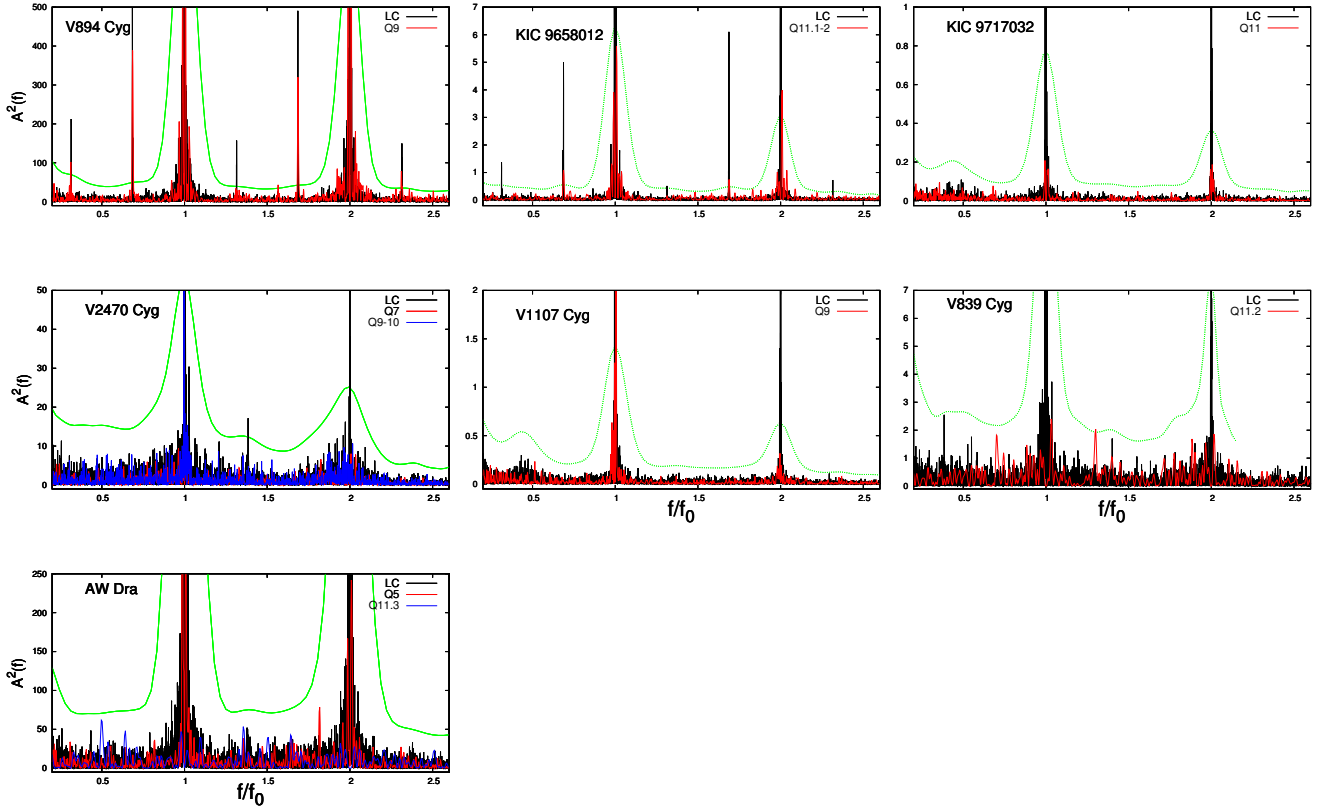 V894 Cyg
LC
Q9
A²(f)
500
400
300
200
100
0
0.5
1
1.5
2
2.5
KIC 9658012
LC
Q11.1-2
7
6
5
4
3
2
1
0
0.5
1
1.5
2
2.5
KIC 9717032
LC
Q11
1
0.8
0.6
0.4
0.2
0
0.5
1
1.5
2
2.5
V2470 Cyg
LC
Q7
Q9-10
A²(f)
50
40
30
20
10
0
0.5
1
1.5
2
2.5
V1107 Cyg
LC
Q9
2
1.5
1
0.5
0
0.5
1
1.5
2
2.5
f/f₀
V839 Cyg
LC
Q11.2
7
6
5
4
3
2
1
0
0.5
1
1.5
2
2.5
f/f₀
AW Dra
LC
Q5
Q11.3
A²(f)
250
200
150
100
50
0
0.5
1
1.5
2
2.5
f/f₀